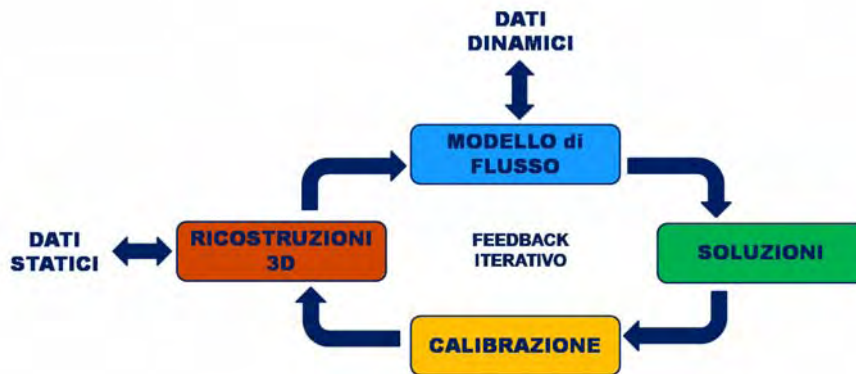 DATI
DINAMICI
MODELLO di
FLUSSO
DATI
STATICI
RICOSTRUZIONI
3D
FEEDBACK
ITERATIVO
SOLUZIONI
CALIBRAZIONE